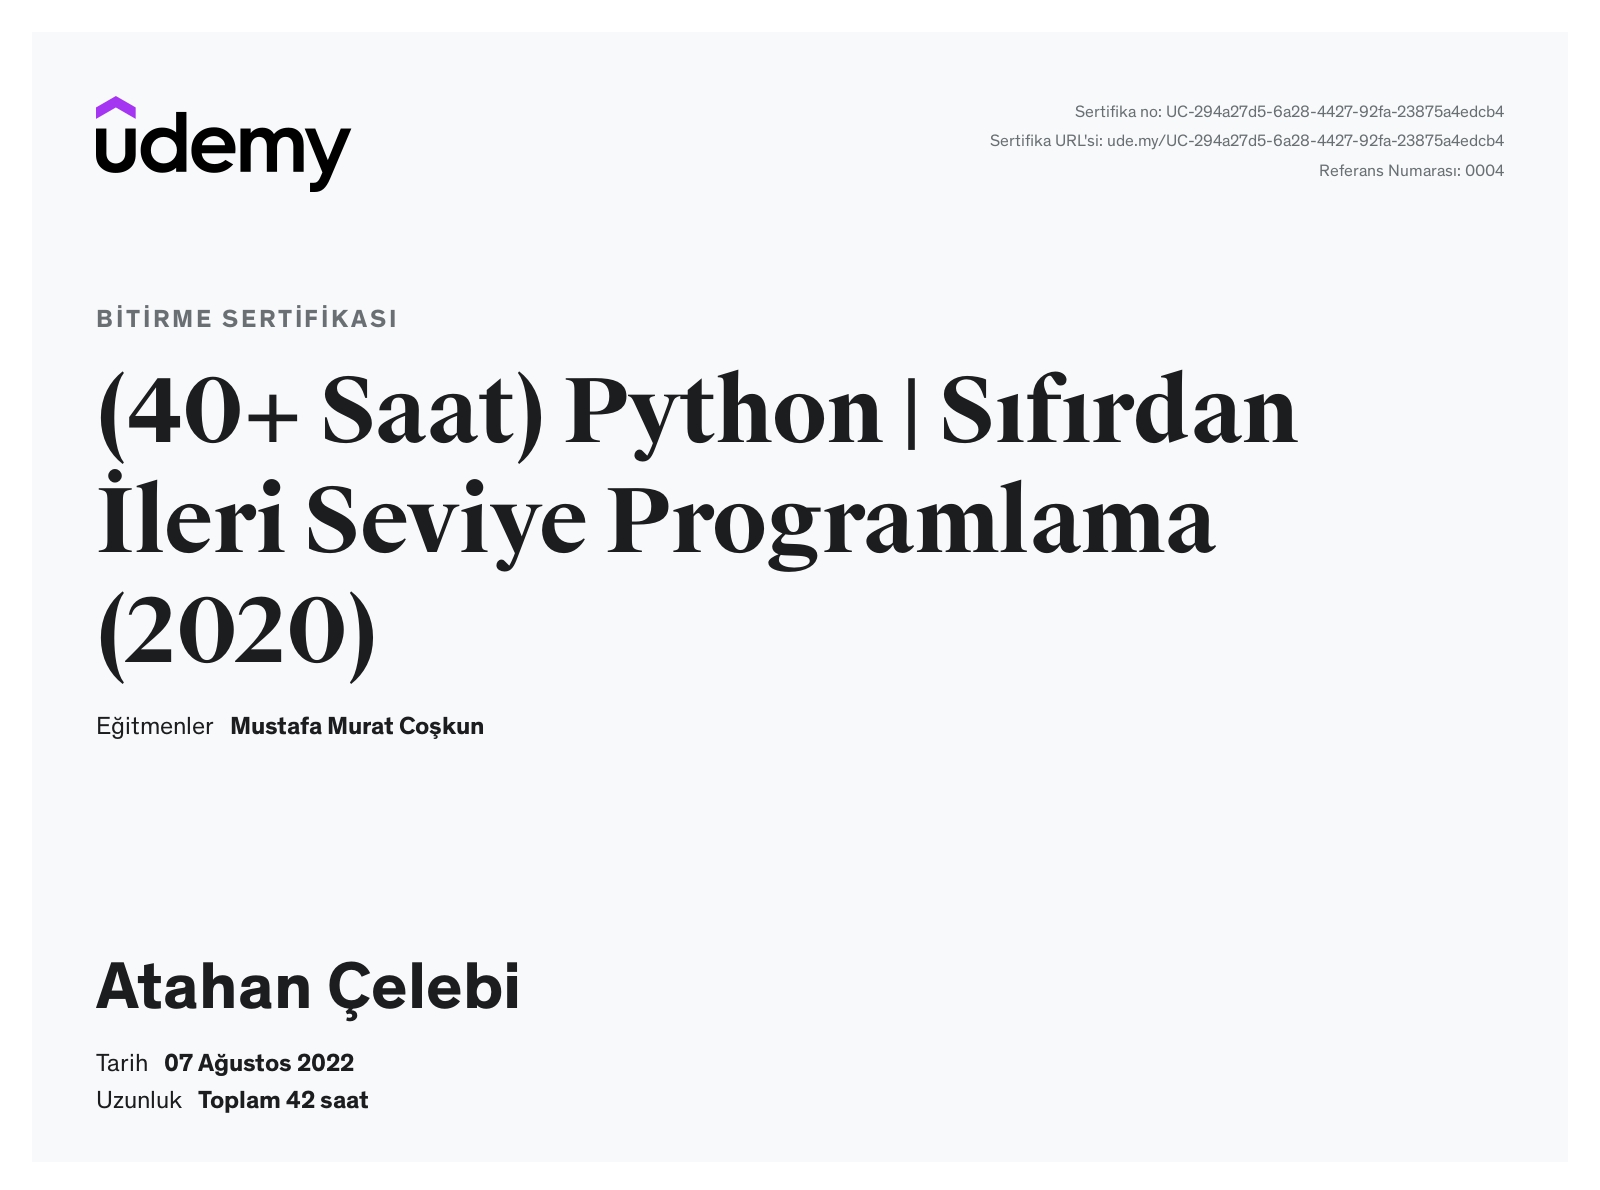 udemy
Sertifika no: UC-294a27d5-6a28-4427-92fa-23875a4edcb4
Sertifika URL'si: ude.my/UC-294a27d5-6a28-4427-92fa-23875a4edcb4
Referans Numarası: 0004
BİTİRME SERTİFİKASI
(40+ Saat) Python | Sıfırdan
İleri Seviye Programlama
(2020)
Eğitmenler Mustafa Murat Coşkun
Atahan Çelebi
Tarih 07 Ağustos 2022
Uzunluk Toplam 42 saat